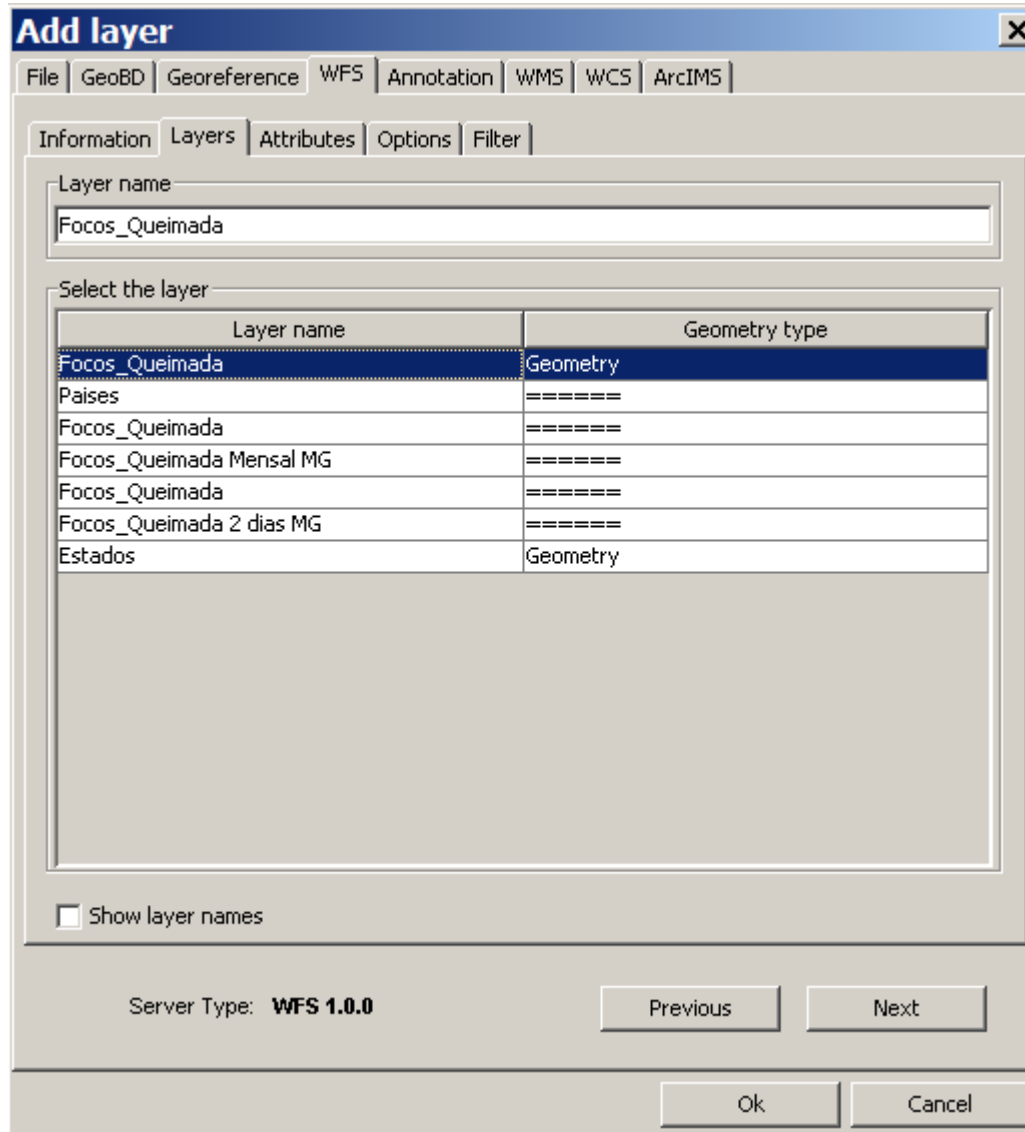 Add layer
File GeoBD Georeference WFS Annotation WMS WCS ArcIMS
Information Layers Attributes Options Filter
Layer name
Focos_Queimada
Select the layer
Layer name Geometry type
Focos_Queimada Geometry
Paises ======
Focos_Queimada ======
Focos_Queimada Mensal MG ======
Focos_Queimada ======
Focos_Queimada 2 dias MG ======
Estados Geometry
Show layer names
Server Type: WFS 1.0.0 Previous Next
Ok Cancel